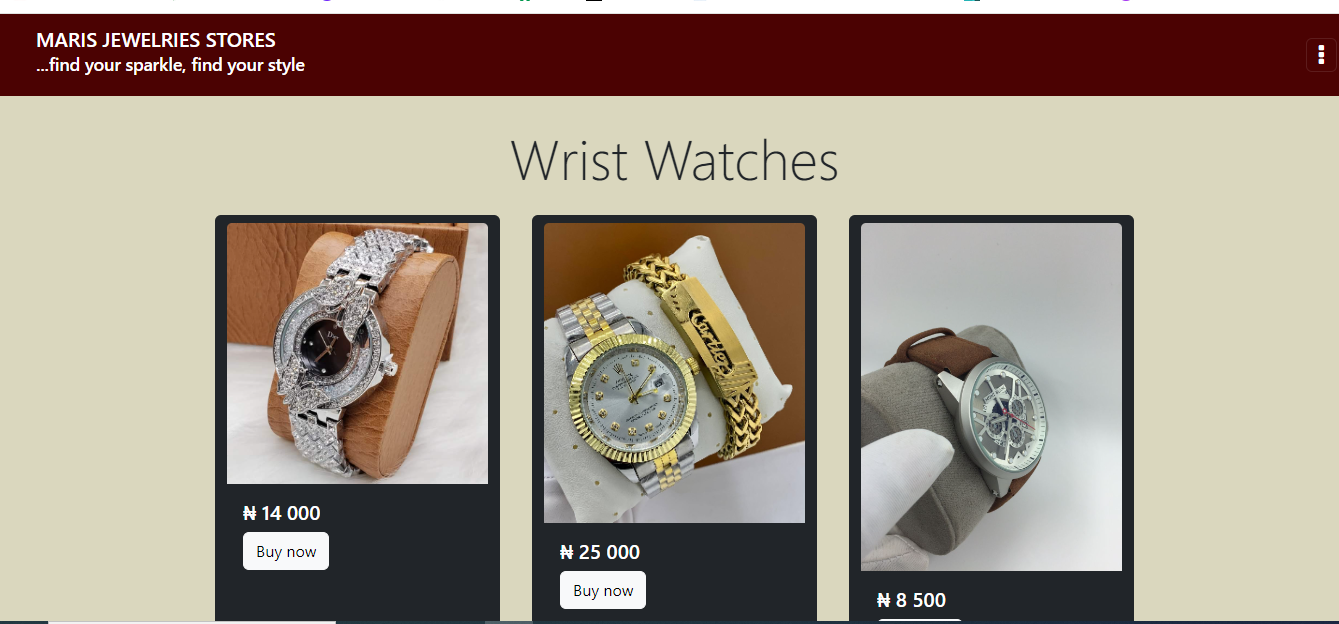 MARIS JEWELRIES STORES
...find your sparkle, find your style
Wrist Watches
Cartier
₦ 14 000
Buy now
₦ 25 000
Buy now
₦ 8 500